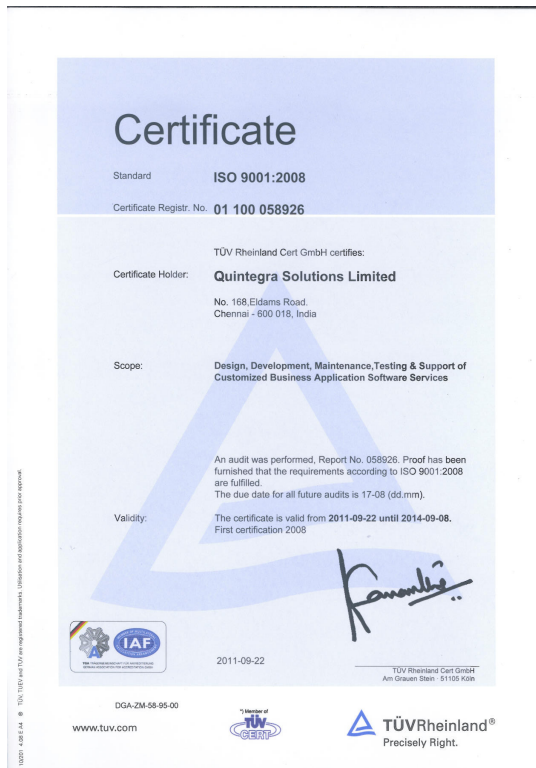 Certificate
Standard ISO 9001:2008
Certificate Registr. No. 01 100 058926
TÜV Rheinland Cert GmbH certifies:
Certificate Holder: Quintegra Solutions Limited
No. 168,Eldams Road.
Chennai - 600 018, India
Scope: Design, Development, Maintenance,Testing & Support of
Customized Business Application Software Services
An audit was performed, Report No. 058926. Proof has been
furnished that the requirements according to ISO 9001:2008
are fulfilled.
The due date for all future audits is 17-08 (dd.mm).
Validity: The certificate is valid from 2011-09-22 until 2014-09-08.
First certification 2008
IAF
2011-09-22
TÜV Rheinland Cert GmbH
Am Grauen Stein · 51105 Köln
DGA-ZM-58-95-00
www.tuv.com
*) Member of
TÜV
CERT
TÜVRheinland®
Precisely Right.
10/201 4.08 E A4 ® TÜV, TUEV and TUV are registered trademarks. Utilisation and application requires prior approval.